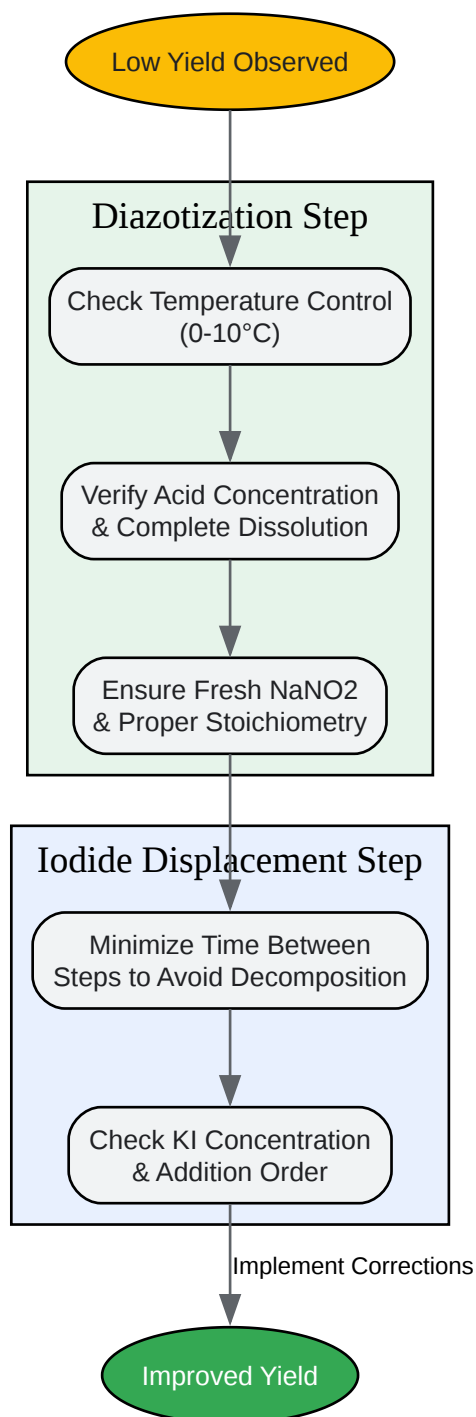 Low Yield Observed
Diazotization Step
Check Temperature Control
(0-10°C)
Verify Acid Concentration
& Complete Dissolution
Ensure Fresh NaNO2
& Proper Stoichiometry
Iodide Displacement Step
Minimize Time Between
Steps to Avoid Decomposition
Check KI Concentration
& Addition Order
Implement Corrections
Improved Yield